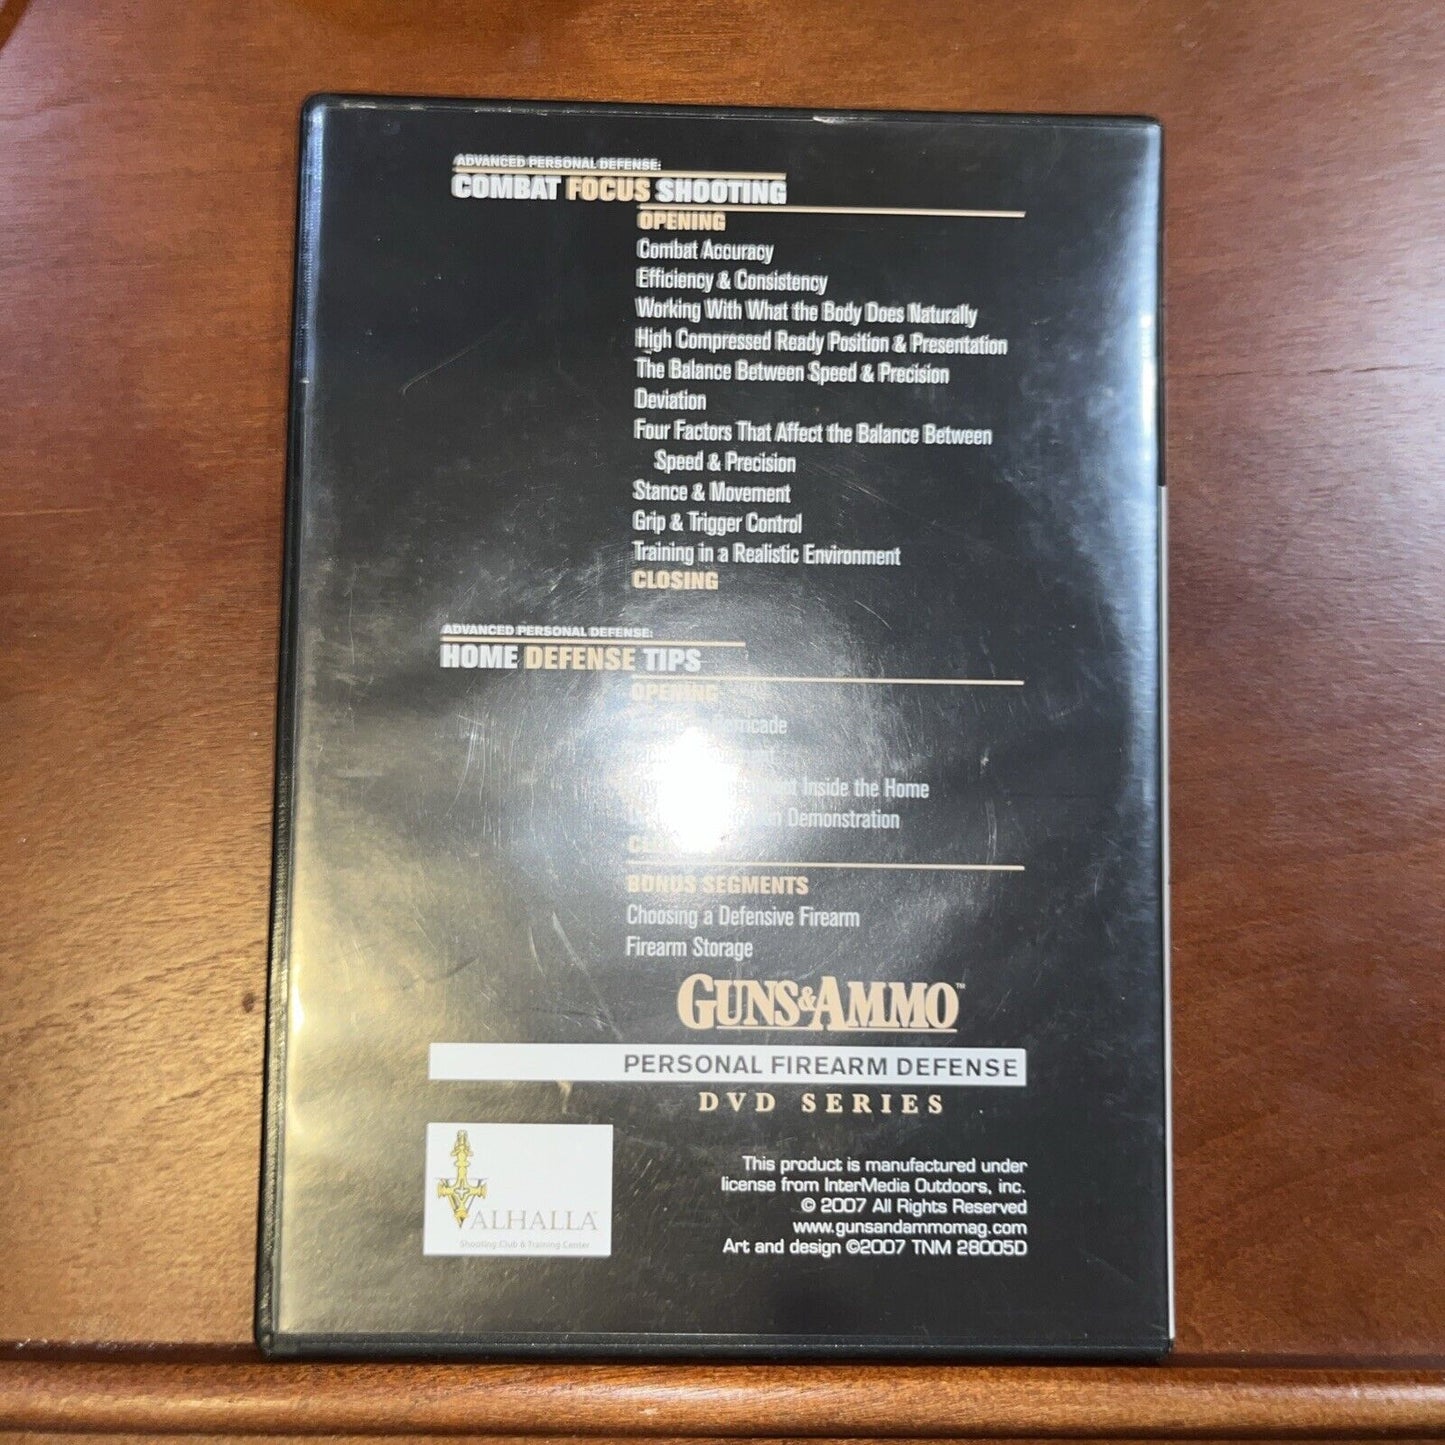 ADVANCED PERSONAL DEFENSE:
COMBAT FOCUS SHOOTING
OPENING
Combat Accuracy
Efficiency & Consistency
Working With What the Body Does Naturally
High Compressed Ready Position & Presentation
The Balance Between Speed & Precision
Deviation
Four Factors That Affect the Balance Between
Speed & Precision
Stance & Movement
Grip & Trigger Control
Training in a Realistic Environment
CLOSING
ADVANCED PERSONAL DEFENSE:
HOME DEFENSE TIPS
OPENING
Inside the Home
Demonstration
BONUS SEGMENTS
Choosing a Defensive Firearm
Firearm Storage
GUNS&AMMO™
PERSONAL FIREARM DEFENSE
DVD SERIES
VALHALLA™
Shooting Club & Training Center
This product is manufactured under
license from InterMedia Outdoors, inc.
© 2007 All Rights Reserved
www.gunsandammomag.com
Art and design ©2007 TNM 28005D